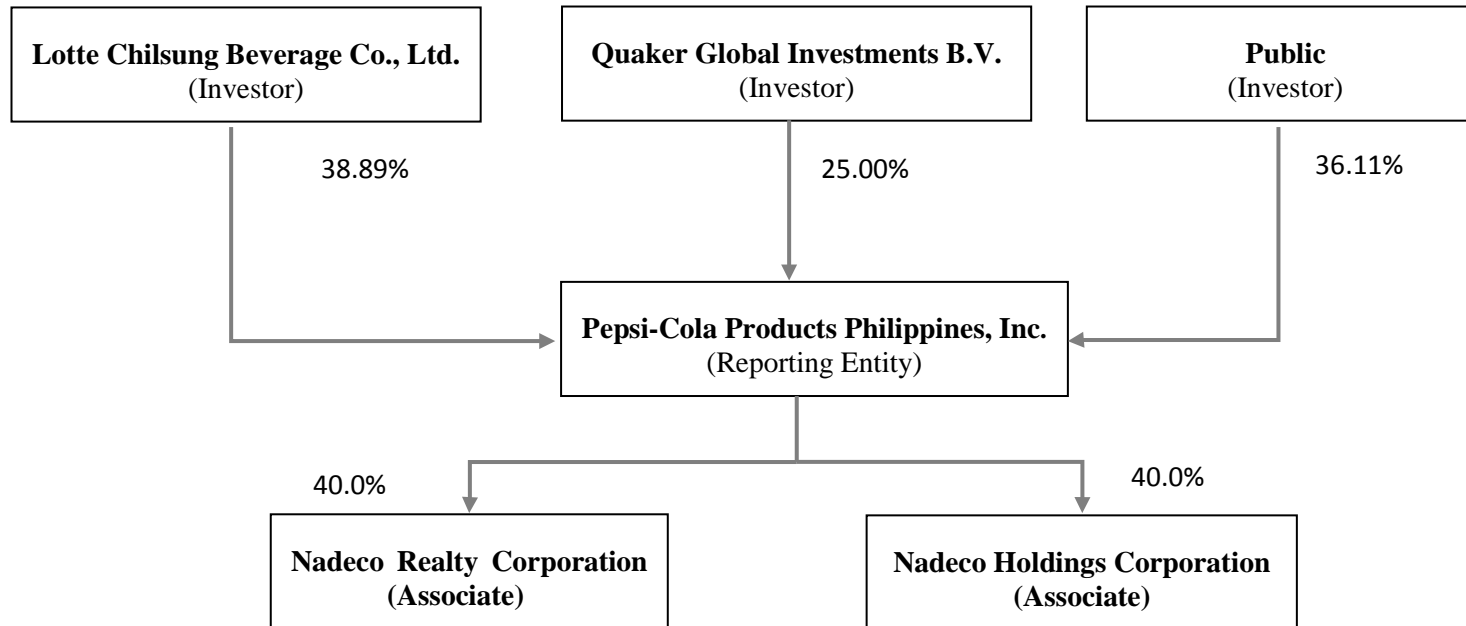 Lotte Chilsung Beverage Co., Ltd.
(Investor)
Quaker Global Investments B.V.
(Investor)
Public
(Investor)
38.89%
25.00%
36.11%
Pepsi-Cola Products Philippines, Inc.
(Reporting Entity)
40.0%
40.0%
Nadeco Realty Corporation
(Associate)
Nadeco Holdings Corporation
(Associate)